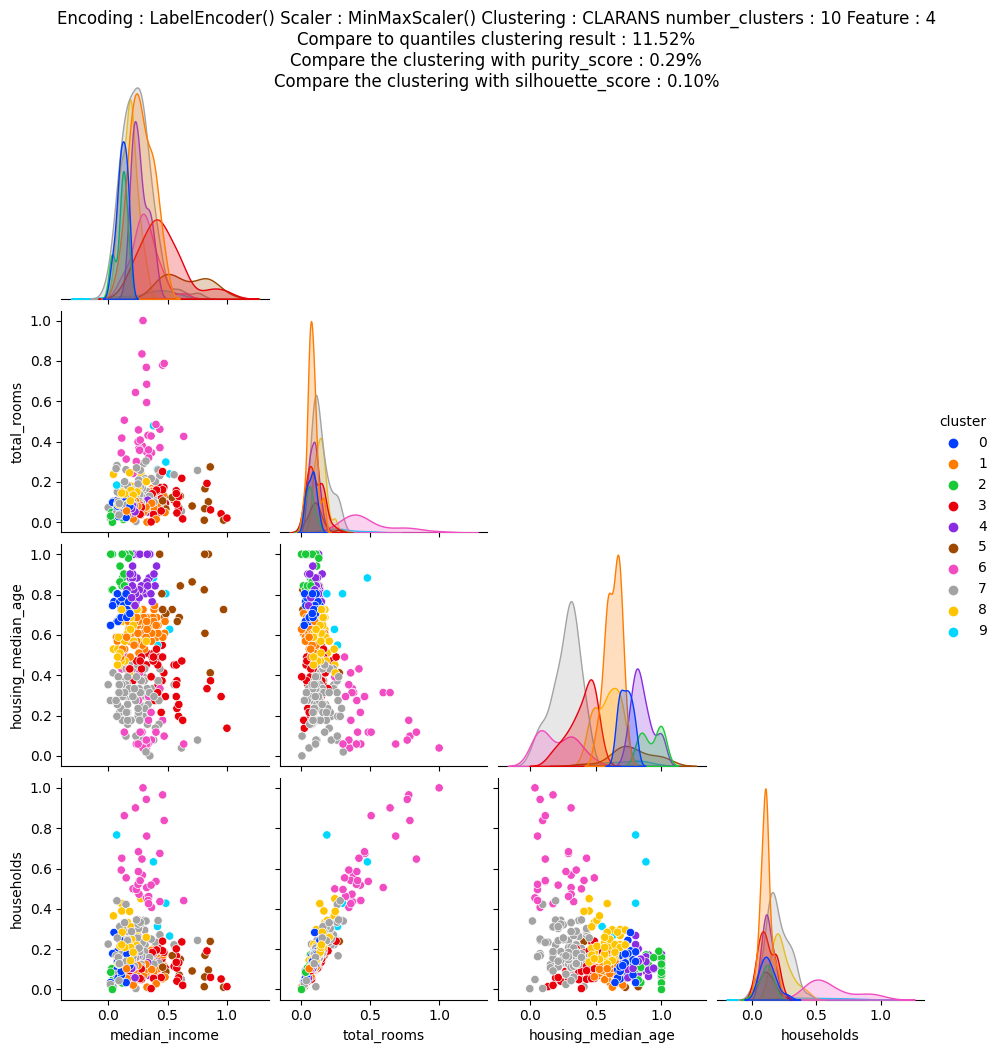 Encoding : LabelEncoder() Scaler : MinMaxScaler() Clustering : CLARANS number_clusters : 10 Feature : 4
Compare to quantiles clustering result : 11.52%
Compare the clustering with purity_score : 0.29%
Compare the clustering with silhouette_score : 0.10%
total_rooms
1.0
0.8
0.6
0.4
0.2
0.0
housing_median_age
1.0
0.8
0.6
0.4
0.2
0.0
households
1.0
0.8
0.6
0.4
0.2
0.0
0.0 0.5 1.0
median_income
0.0 0.5 1.0
total_rooms
0.0 0.5 1.0
housing_median_age
0.0 0.5 1.0
households
cluster
0
1
2
3
4
5
6
7
8
9